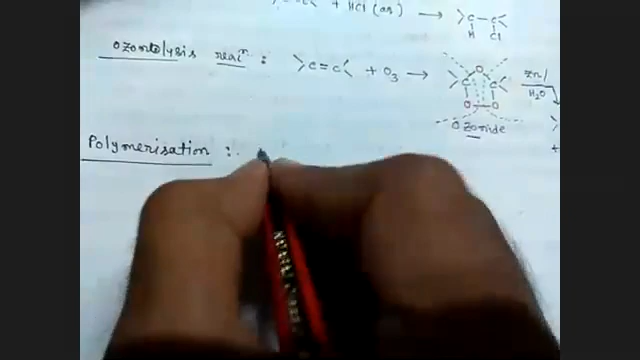 + HCl (aq) → >C – C<
H Cl
Ozonolysis reacⁿ : >C=C< + O3 → O C C O O Zn/ H2O
Ozonide +
Polymerisation :